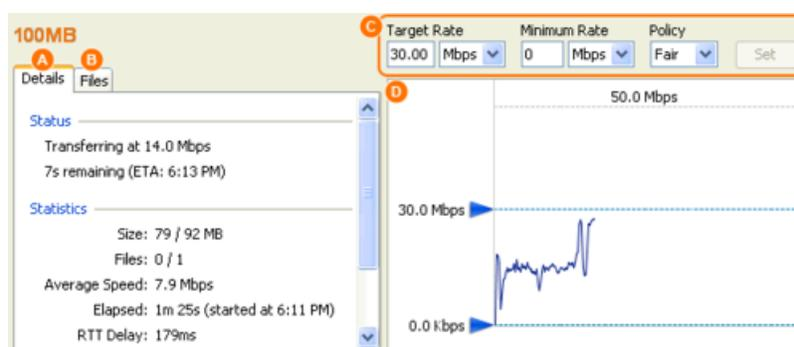 100MB
A
B
Details
Files
Status
Transferring at 14.0 Mbps
7s remaining (ETA: 6:13 PM)
Statistics
Size: 79 / 92 MB
Files: 0 / 1
Average Speed: 7.9 Mbps
Elapsed: 1m 25s (started at 6:11 PM)
RTT Delay: 179ms
C
Target Rate
Minimum Rate
Policy
30.00
Mbps
0
Mbps
Fair
Set
D
50.0 Mbps
30.0 Mbps
0.0 Kbps